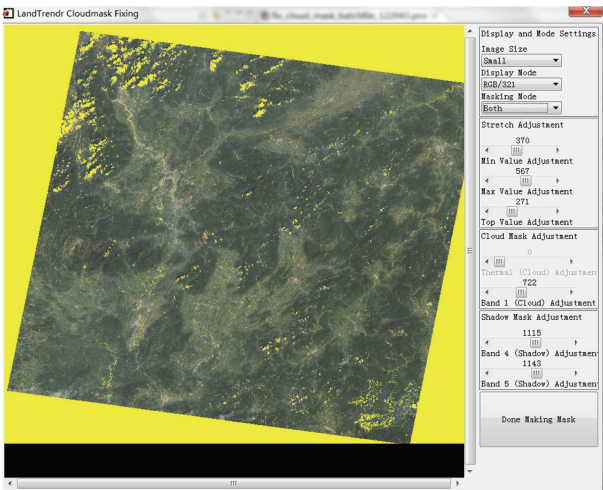 LandTrendr Cloudmask Fixing
Display and Mode Settings
Image Size
Small
Display Mode
RGB/321
Masking Mode
Both
Stretch Adjustment
370
Min Value Adjustment
567
Max Value Adjustment
271
Top Value Adjustment
Cloud Mask Adjustment
0
Thermal (Cloud) Adjustmen
722
Band 1 (Cloud) Adjustment
Shadow Mask Adjustment
1115
Band 4 (Shadow) Adjustmen
1143
Band 5 (Shadow) Adjustmen
Done Making Mask